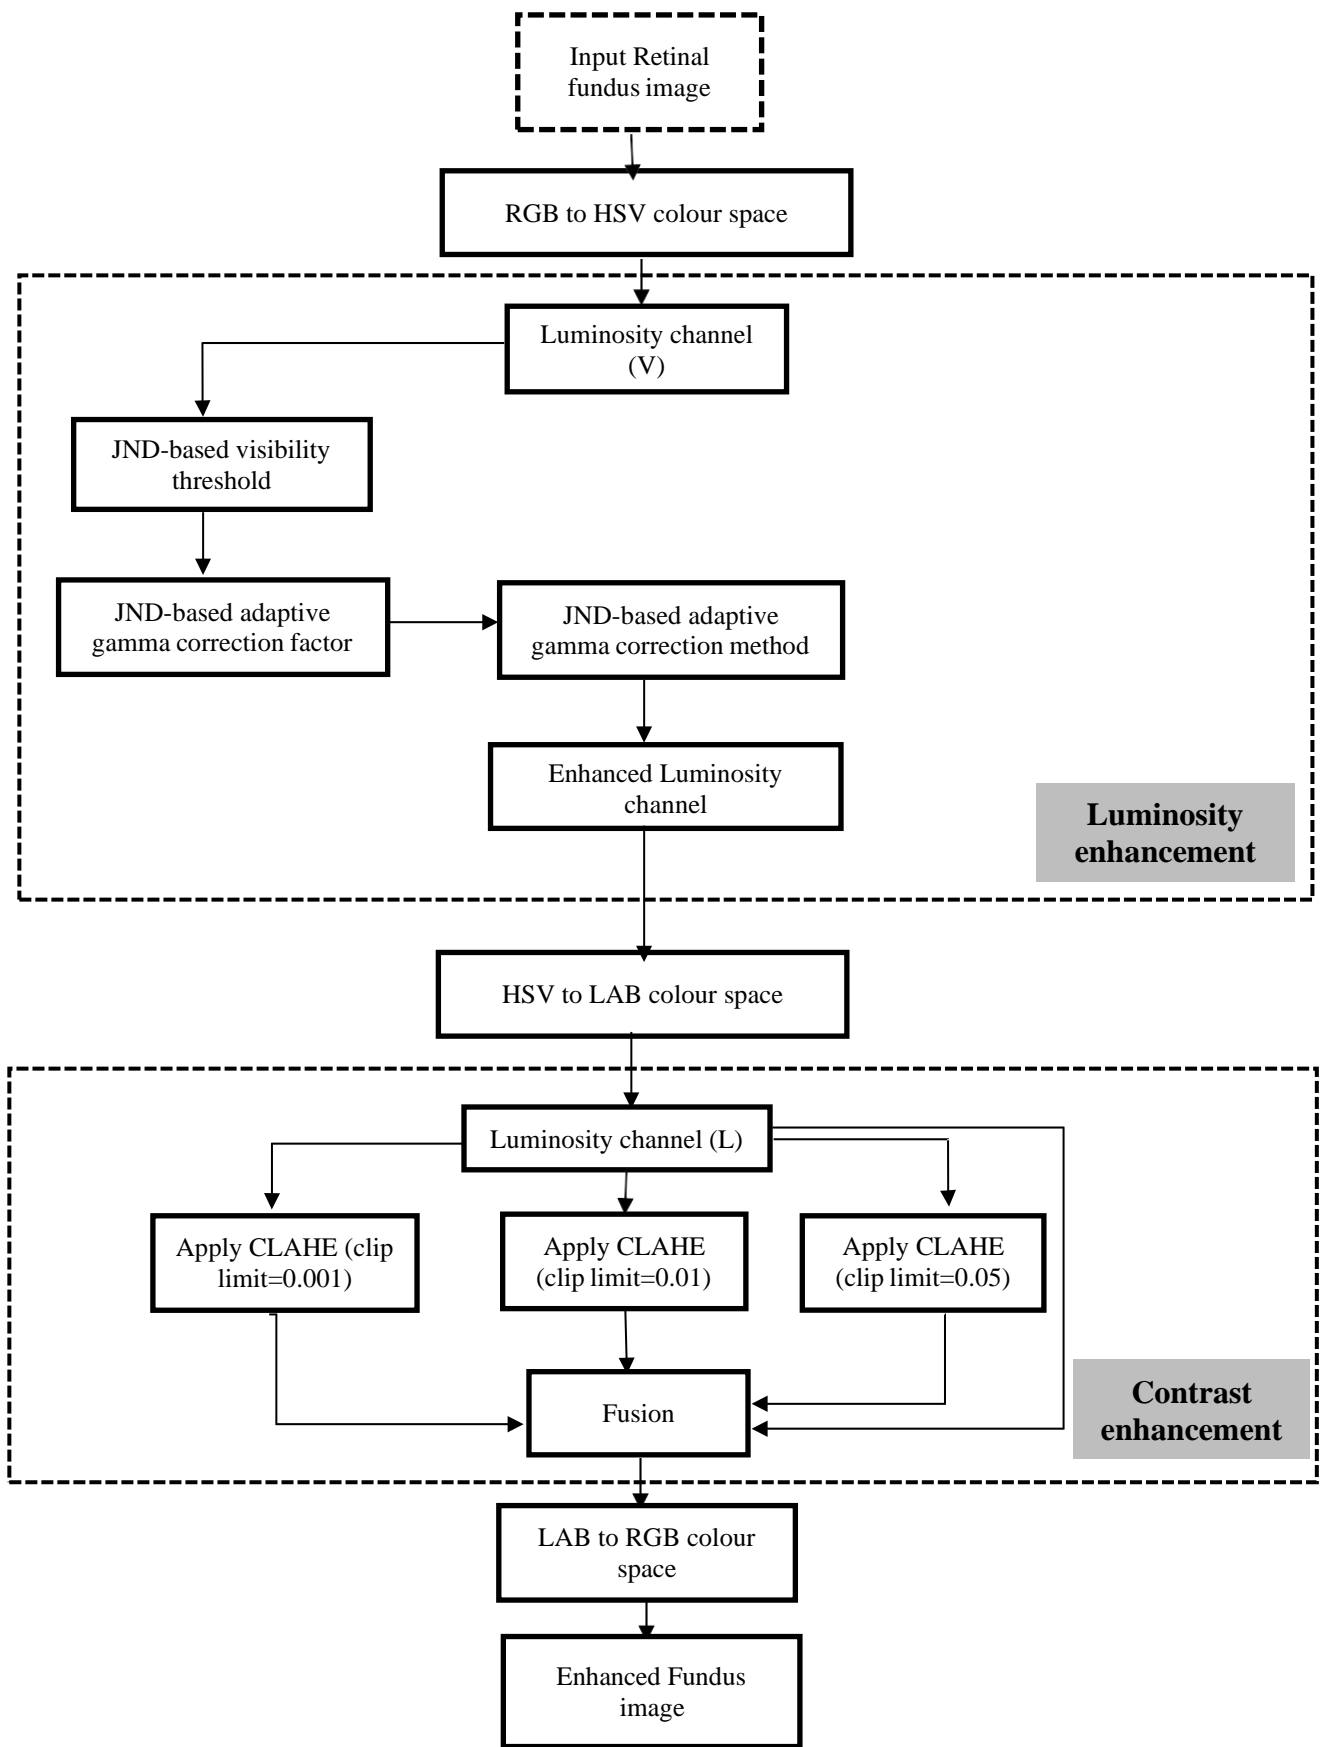 Input Retinal
fundus image
RGB to HSV colour space
Luminosity channel
(V)
JND-based visibility
threshold
JND-based adaptive
gamma correction factor
JND-based adaptive
gamma correction method
Enhanced Luminosity
channel
Luminosity
enhancement
HSV to LAB colour space
Luminosity channel (L)
Apply CLAHE (clip
limit=0.001)
Apply CLAHE
(clip limit=0.01)
Apply CLAHE
(clip limit=0.05)
Fusion
Contrast
enhancement
LAB to RGB colour
space
Enhanced Fundus
image